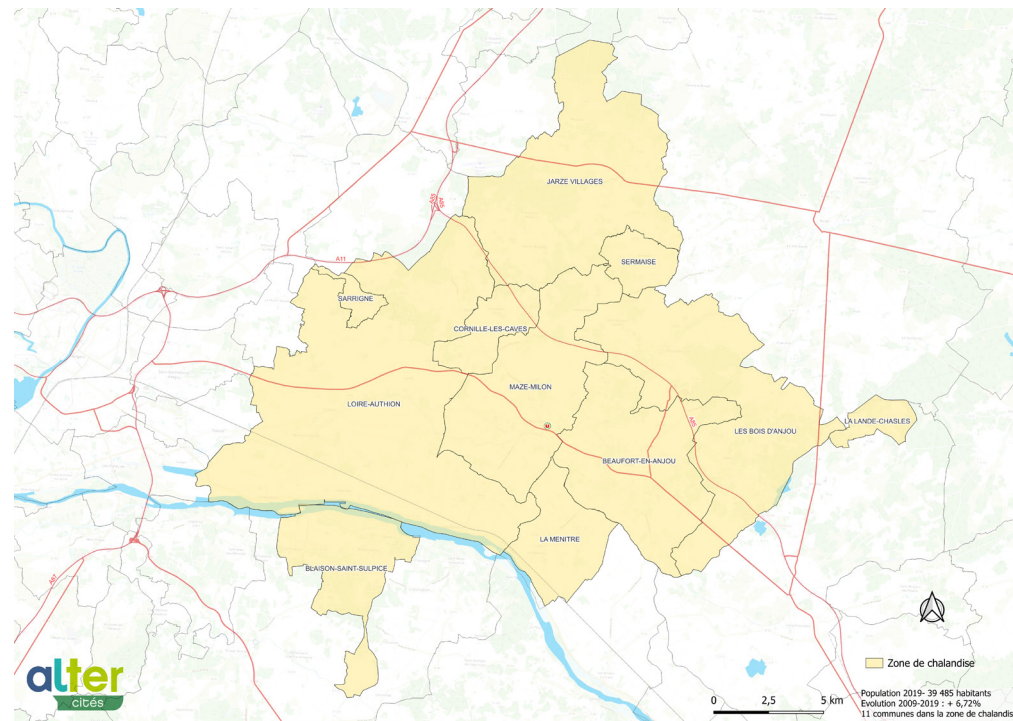 JARZE VILLAGES
A85
A85
SERMAISE
A11
SARRIGNE
CORNILLE-LES-CAVES
MAZE-MILON
LOIRE-AUTHION
LA LANDE-CHASLES
A85
LES BOIS D'ANJOU
BEAUFORT-EN-ANJOU
LA MENITRE
BLAISON-SAINT-SULPICE
A87
alter
cités
Zone de chalandise
0 2,5 5 km
Population 2019- 39 485 habitants
Evolution 2009-2019 : + 6,72%
11 communes dans la zone de chalandis